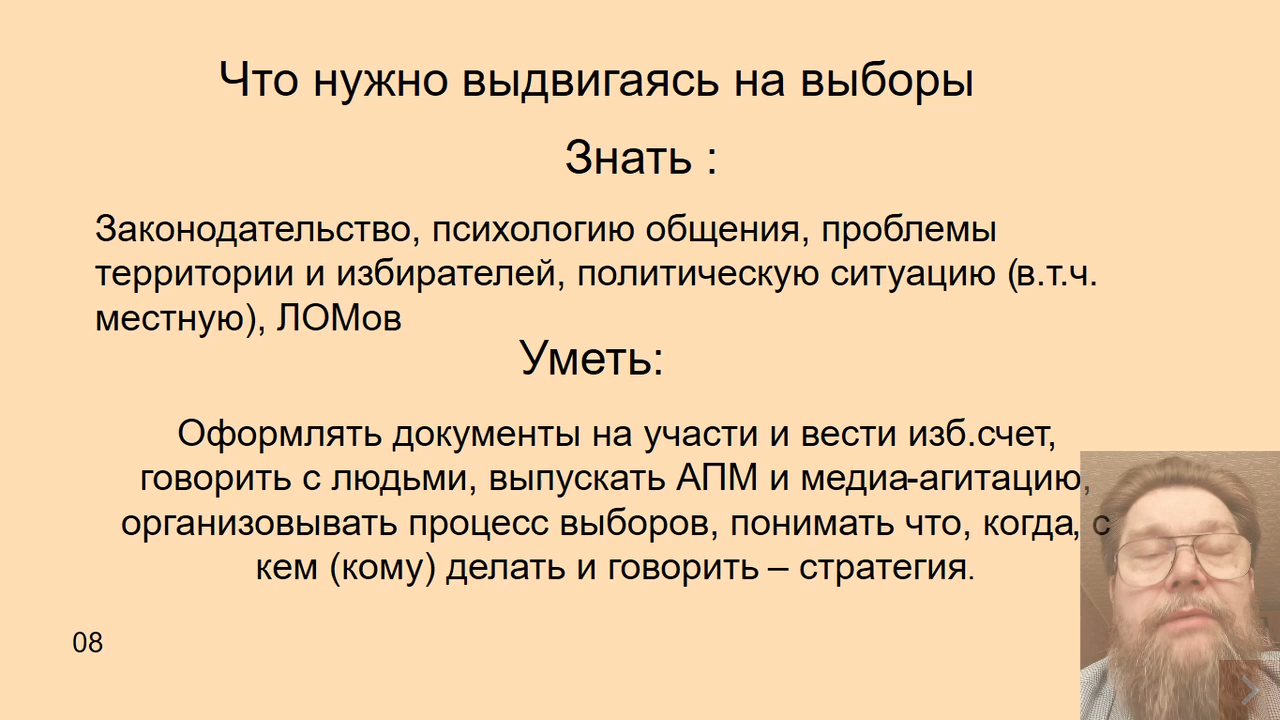 Что нужно выдвигаясь на выборы
Знать :
Законодательство, психологию общения, проблемы
территории и избирателей, политическую ситуацию (в.т.ч.
местную), ЛОМов
Уметь:
Оформлять документы на участи и вести изб.счет,
говорить с людьми, выпускать АПМ и медиа-агитацию,
организовывать процесс выборов, понимать что, когда, с
кем (кому) делать и говорить – стратегия.
08